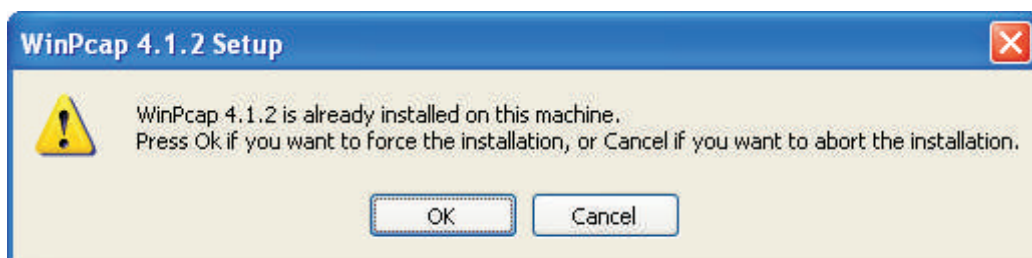 WinPcap 4.1.2 Setup
WinPcap 4.1.2 is already installed on this machine.
Press Ok if you want to force the installation, or Cancel if you want to abort the installation.
OK
Cancel